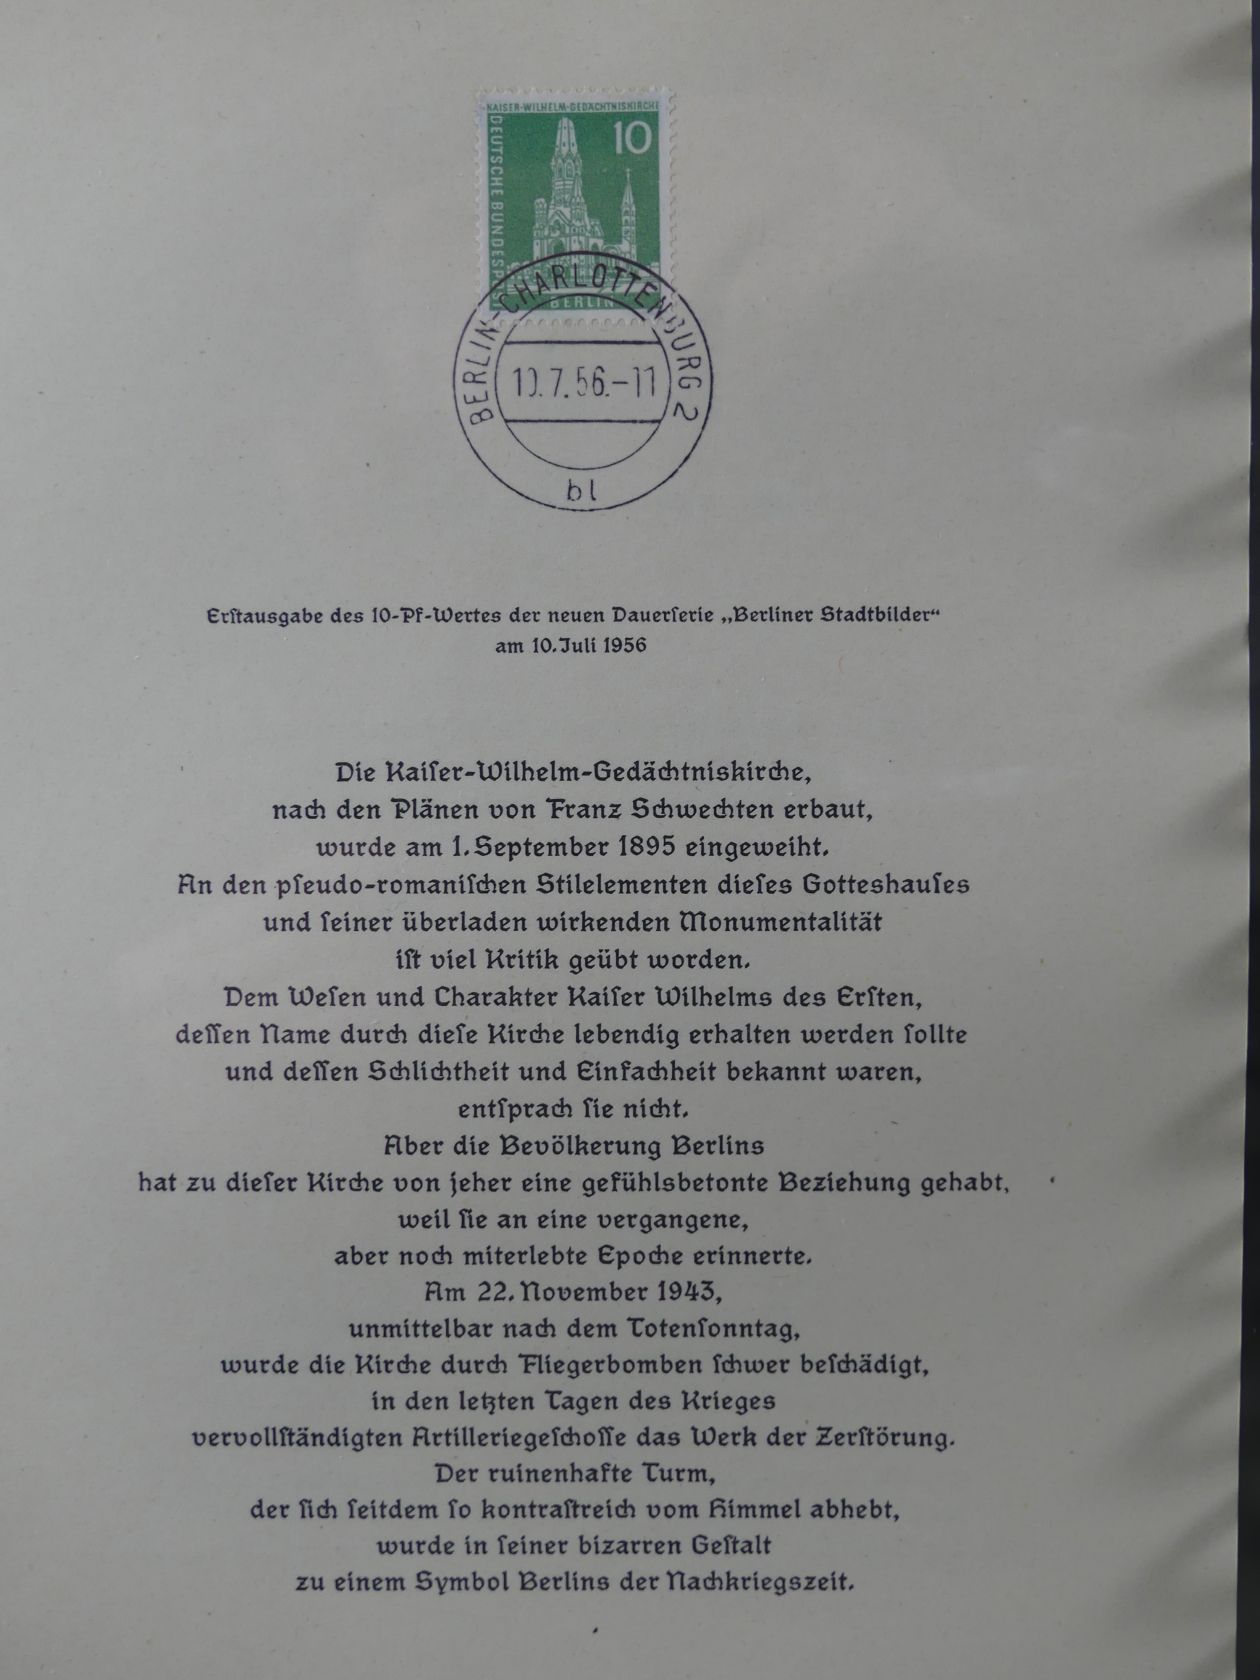 KAISER-WILHELM-GEDÄCHTNISKIRCHE
DEUTSCHE BUNDESPOST
10
BERLIN
BERLIN-CHARLOTTENBURG 2
10.7.56.-11
bl
Erſtausgabe des 10-Pf-Wertes der neuen Dauerſerie „Berliner Stadtbilder“
am 10. Juli 1956
Die Kaiſer-Wilhelm-Gedächtniskirche,
nach den Plänen von Franz Schwechten erbaut,
wurde am 1. September 1895 eingeweiht.
An den pſeudo-romaniſchen Stilelementen dieſes Gotteshauſes
und ſeiner überladen wirkenden Monumentalität
iſt viel Kritik geübt worden.
Dem Weſen und Charakter Kaiſer Wilhelms des Erſten,
deſſen Name durch dieſe Kirche lebendig erhalten werden ſollte
und deſſen Schlichtheit und Einfachheit bekannt waren,
entſprach ſie nicht.
Aber die Bevölkerung Berlins
hat zu dieſer Kirche von jeher eine gefühlsbetonte Beziehung gehabt,
weil ſie an eine vergangene,
aber noch miterlebte Epoche erinnerte.
Am 22. November 1943,
unmittelbar nach dem Totenſonntag,
wurde die Kirche durch Fliegerbomben ſchwer beſchädigt,
in den letzten Tagen des Krieges
vervollſtändigten Artilleriegeſchoſſe das Werk der Zerſtörung.
Der ruinenhafte Turm,
der ſich ſeitdem ſo kontraſtreich vom Himmel abhebt,
wurde in ſeiner bizarren Geſtalt
zu einem Symbol Berlins der Nachkriegszeit.